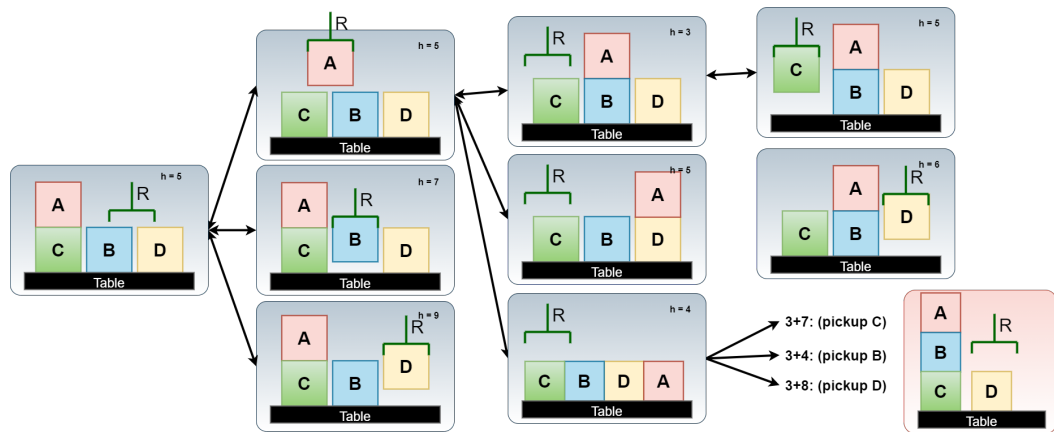 A
C
B
D
R
h = 5
Table
R
h = 5
A
C
B
D
Table
A
R
h = 7
C
B
D
Table
A
R
h = 9
C
B
D
Table
R
h = 3
A
C
B
D
Table
R
h = 5
A
C
B
D
Table
R
h = 4
C
B
D
A
Table
R
h = 5
C
A
B
D
Table
R
h = 6
A
D
C
B
Table
3+7: (pickup C)
3+4: (pickup B)
3+8: (pickup D)
A
R
B
C
D
Table